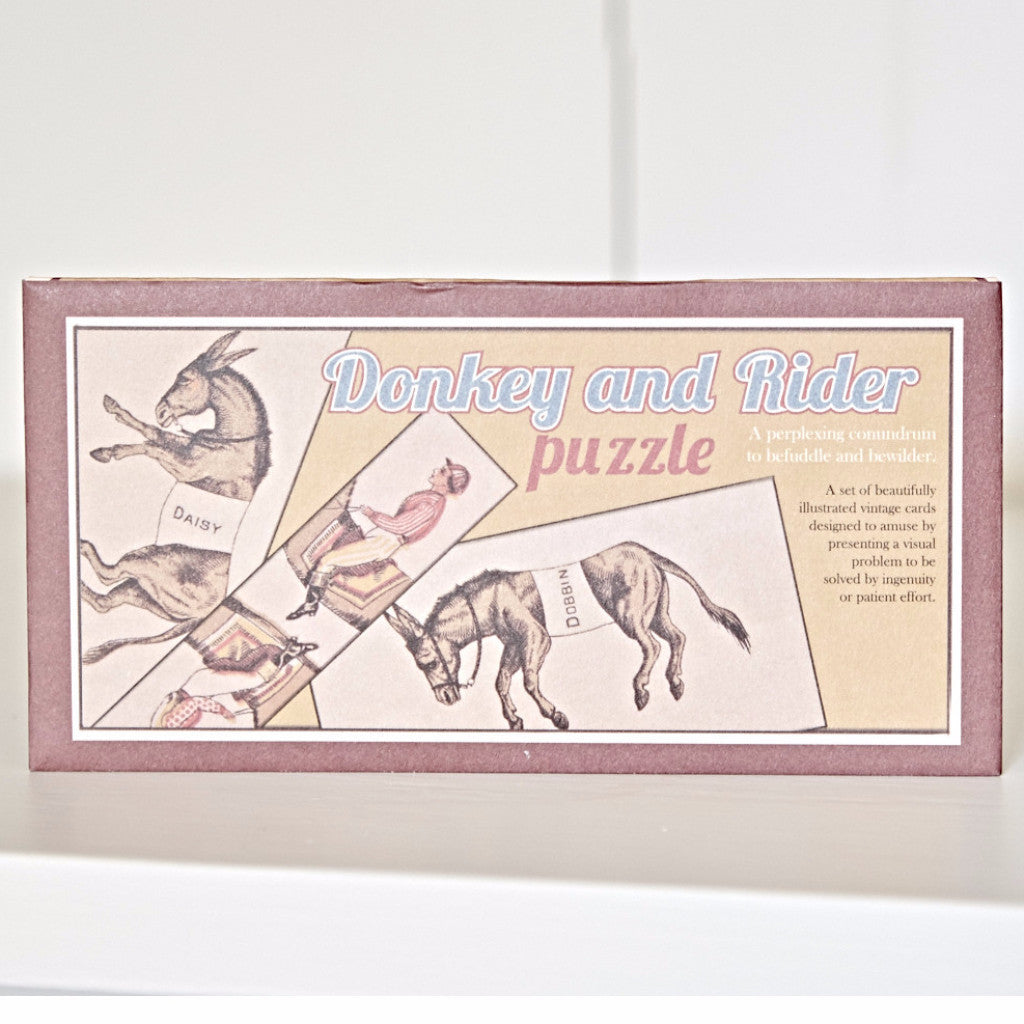 Donkey and Rider
puzzle
A perplexing conundrum
to befuddle and bewilder.
A set of beautifully
illustrated vintage cards
designed to amuse by
presenting a visual
problem to be
solved by ingenuity
or patient effort.
DAISY
DOBBIN